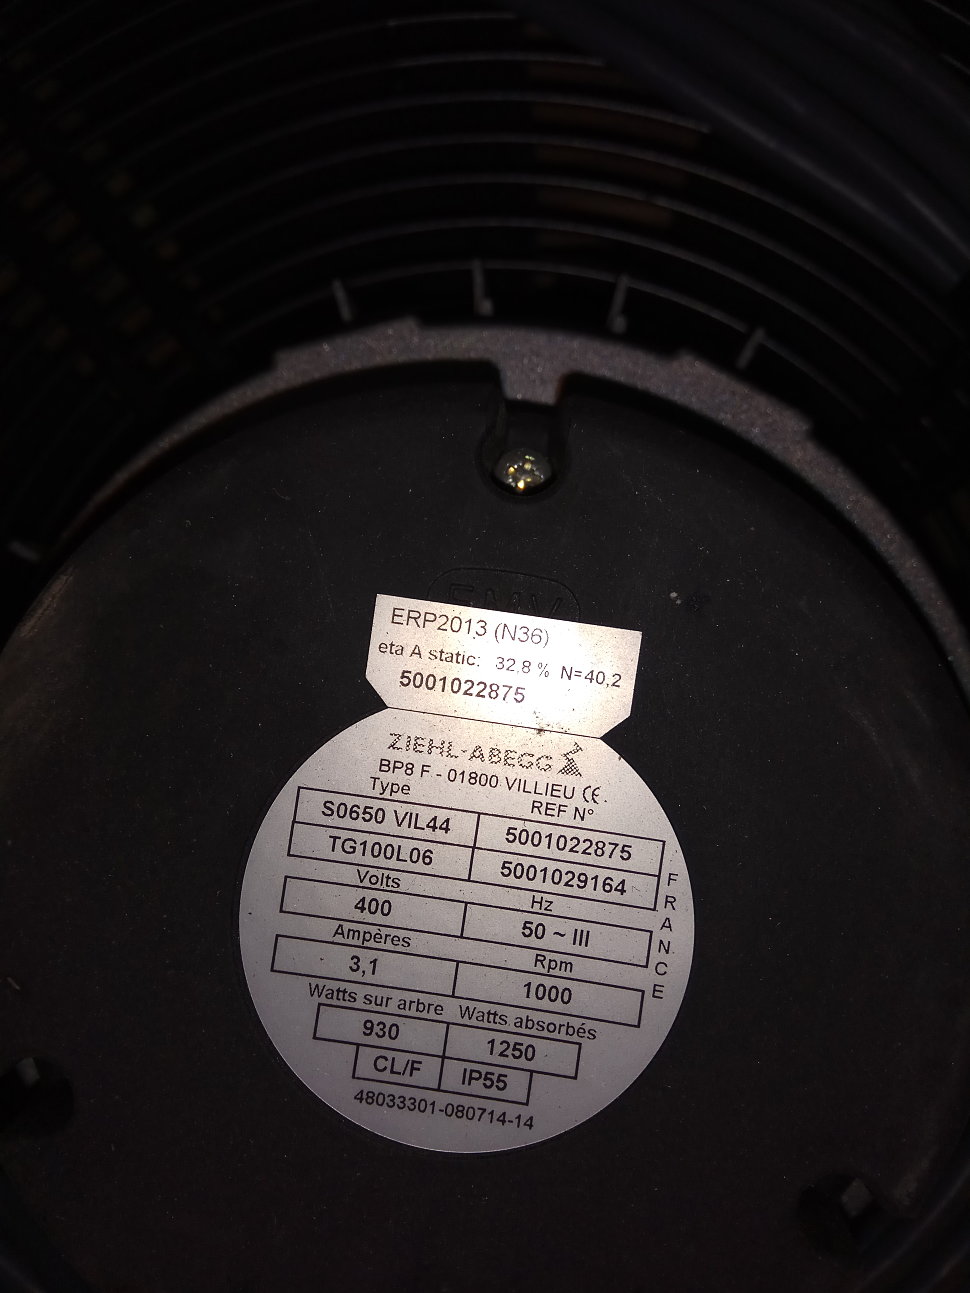 EMV
ERP2013 (N36)
eta A static: 32,8 % N=40,2
5001022875
ZIEHL-ABEGG
BP8 F - 01800 VILLIEU CE.
Type REF N°
S0650 VIL44 5001022875
TG100L06 5001029164
Volts Hz
400 50 ~ III
Ampères Rpm
3,1 1000
Watts sur arbre Watts absorbés
930 1250
CL/F IP55
48033301-080714-14
FRANCE